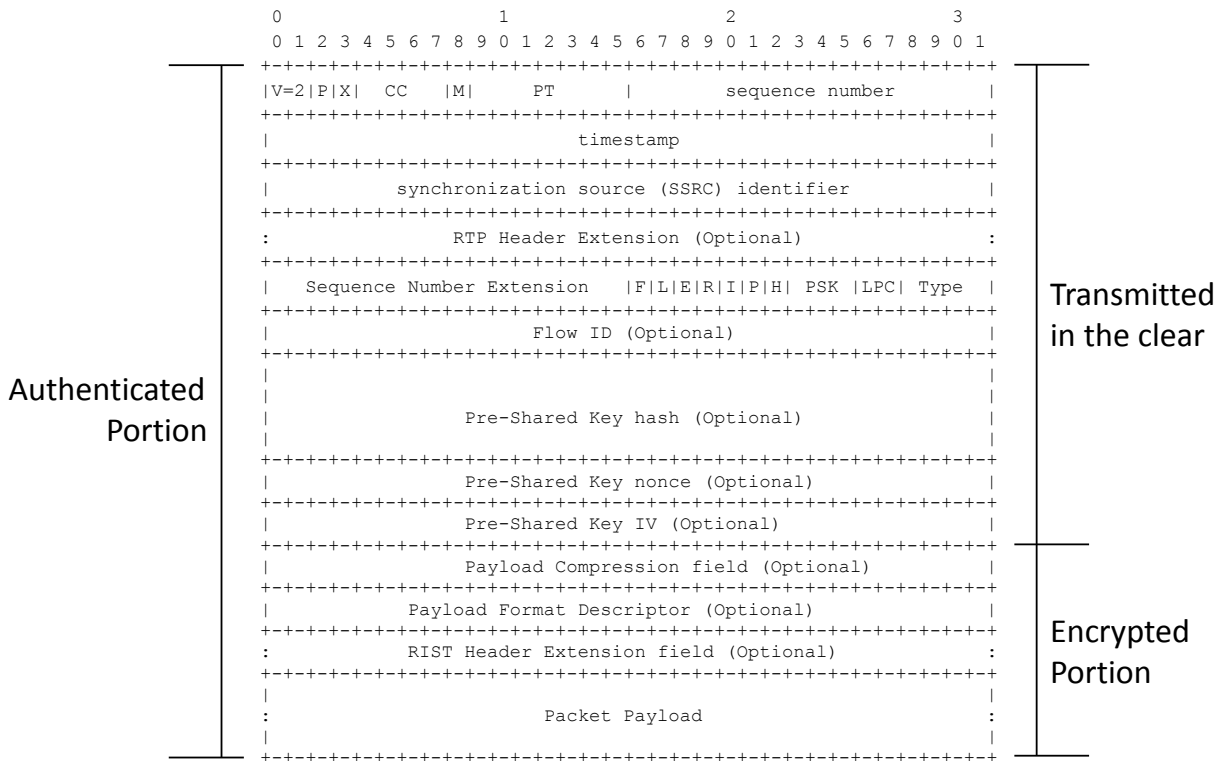 0                   1                   2                   3
0 1 2 3 4 5 6 7 8 9 0 1 2 3 4 5 6 7 8 9 0 1 2 3 4 5 6 7 8 9 0 1
+-+-+-+-+-+-+-+-+-+-+-+-+-+-+-+-+-+-+-+-+-+-+-+-+-+-+-+-+-+-+-+-+
|V=2|P|X|  CC   |M|     PT      |        sequence number        |
+-+-+-+-+-+-+-+-+-+-+-+-+-+-+-+-+-+-+-+-+-+-+-+-+-+-+-+-+-+-+-+-+
|                           timestamp                           |
+-+-+-+-+-+-+-+-+-+-+-+-+-+-+-+-+-+-+-+-+-+-+-+-+-+-+-+-+-+-+-+-+
|           synchronization source (SSRC) identifier            |
+-+-+-+-+-+-+-+-+-+-+-+-+-+-+-+-+-+-+-+-+-+-+-+-+-+-+-+-+-+-+-+-+
:                RTP Header Extension (Optional)                :
+-+-+-+-+-+-+-+-+-+-+-+-+-+-+-+-+-+-+-+-+-+-+-+-+-+-+-+-+-+-+-+-+
|   Sequence Number Extension   |F|L|E|R|I|P|H| PSK |LPC| Type  |
+-+-+-+-+-+-+-+-+-+-+-+-+-+-+-+-+-+-+-+-+-+-+-+-+-+-+-+-+-+-+-+-+
|                       Flow ID (Optional)                      |
+-+-+-+-+-+-+-+-+-+-+-+-+-+-+-+-+-+-+-+-+-+-+-+-+-+-+-+-+-+-+-+-+
|                                                               |
|                                                               |
|                 Pre-Shared Key hash (Optional)                |
|                                                               |
+-+-+-+-+-+-+-+-+-+-+-+-+-+-+-+-+-+-+-+-+-+-+-+-+-+-+-+-+-+-+-+-+
|                 Pre-Shared Key nonce (Optional)               |
+-+-+-+-+-+-+-+-+-+-+-+-+-+-+-+-+-+-+-+-+-+-+-+-+-+-+-+-+-+-+-+-+
|                 Pre-Shared Key IV (Optional)                  |
+-+-+-+-+-+-+-+-+-+-+-+-+-+-+-+-+-+-+-+-+-+-+-+-+-+-+-+-+-+-+-+-+
|                 Payload Compression field (Optional)          |
+-+-+-+-+-+-+-+-+-+-+-+-+-+-+-+-+-+-+-+-+-+-+-+-+-+-+-+-+-+-+-+-+
|            Payload Format Descriptor (Optional)               |
+-+-+-+-+-+-+-+-+-+-+-+-+-+-+-+-+-+-+-+-+-+-+-+-+-+-+-+-+-+-+-+-+
:            RIST Header Extension field (Optional)             :
+-+-+-+-+-+-+-+-+-+-+-+-+-+-+-+-+-+-+-+-+-+-+-+-+-+-+-+-+-+-+-+-+
|                                                               |
:                        Packet Payload                         :
|                                                               |
+-+-+-+-+-+-+-+-+-+-+-+-+-+-+-+-+-+-+-+-+-+-+-+-+-+-+-+-+-+-+-+-+
Authenticated
Portion
Transmitted
in the clear
Encrypted
Portion